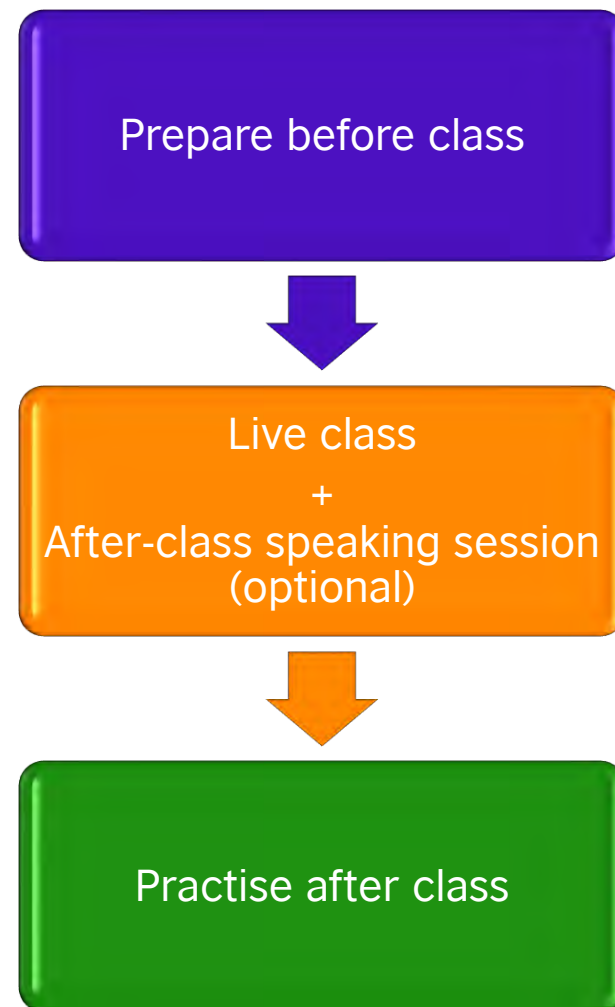 Prepare before class
Live class
+
After-class speaking session
(optional)
Practise after class